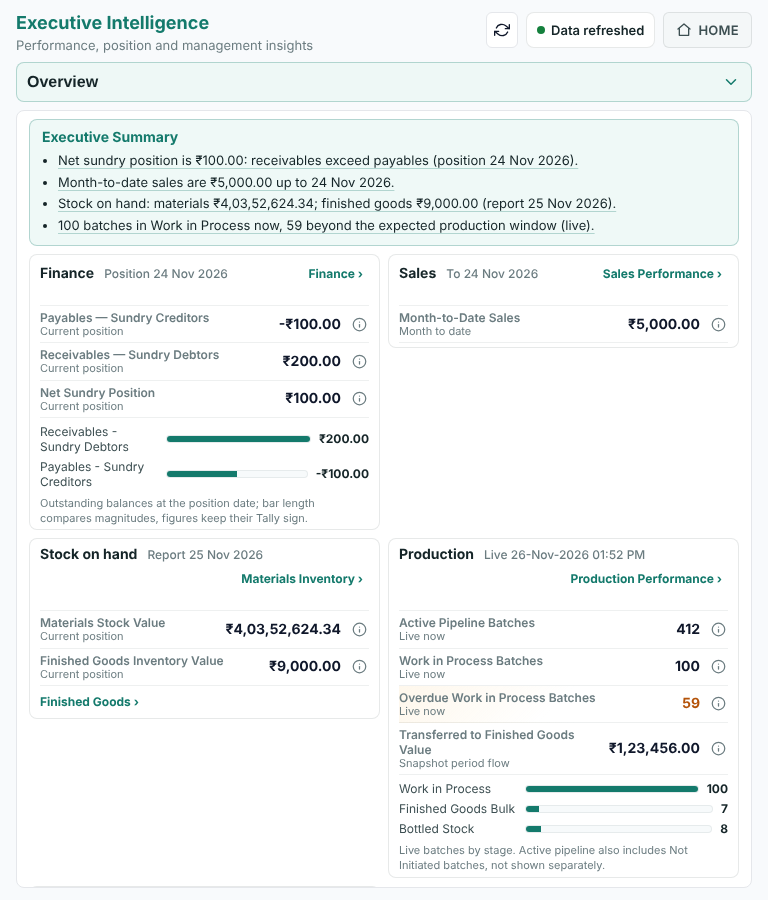 Executive Intelligence
Performance, position and management insights
Data refreshed
HOME
Overview
Executive Summary
• Net sundry position is ₹100.00: receivables exceed payables (position 24 Nov 2026).
• Month-to-date sales are ₹5,000.00 up to 24 Nov 2026.
• Stock on hand: materials ₹4,03,52,624.34; finished goods ₹9,000.00 (report 25 Nov 2026).
• 100 batches in Work in Process now, 59 beyond the expected production window (live).
Finance Position 24 Nov 2026 Finance ›
Payables — Sundry Creditors
Current position
-₹100.00
Receivables — Sundry Debtors
Current position
₹200.00
Net Sundry Position
Current position
₹100.00
Receivables -
Sundry Debtors
₹200.00
Payables - Sundry
Creditors
-₹100.00
Outstanding balances at the position date; bar length
compares magnitudes, figures keep their Tally sign.
Sales To 24 Nov 2026 Sales Performance ›
Month-to-Date Sales
Month to date
₹5,000.00
Stock on hand Report 25 Nov 2026
Materials Inventory ›
Materials Stock Value
Current position
₹4,03,52,624.34
Finished Goods Inventory Value
Current position
₹9,000.00
Finished Goods ›
Production Live 26-Nov-2026 01:52 PM
Production Performance ›
Active Pipeline Batches
Live now
412
Work in Process Batches
Live now
100
Overdue Work in Process Batches
Live now
59
Transferred to Finished Goods
Value
Snapshot period flow
₹1,23,456.00
Work in Process 100
Finished Goods Bulk 7
Bottled Stock 8
Live batches by stage. Active pipeline also includes Not
Initiated batches, not shown separately.